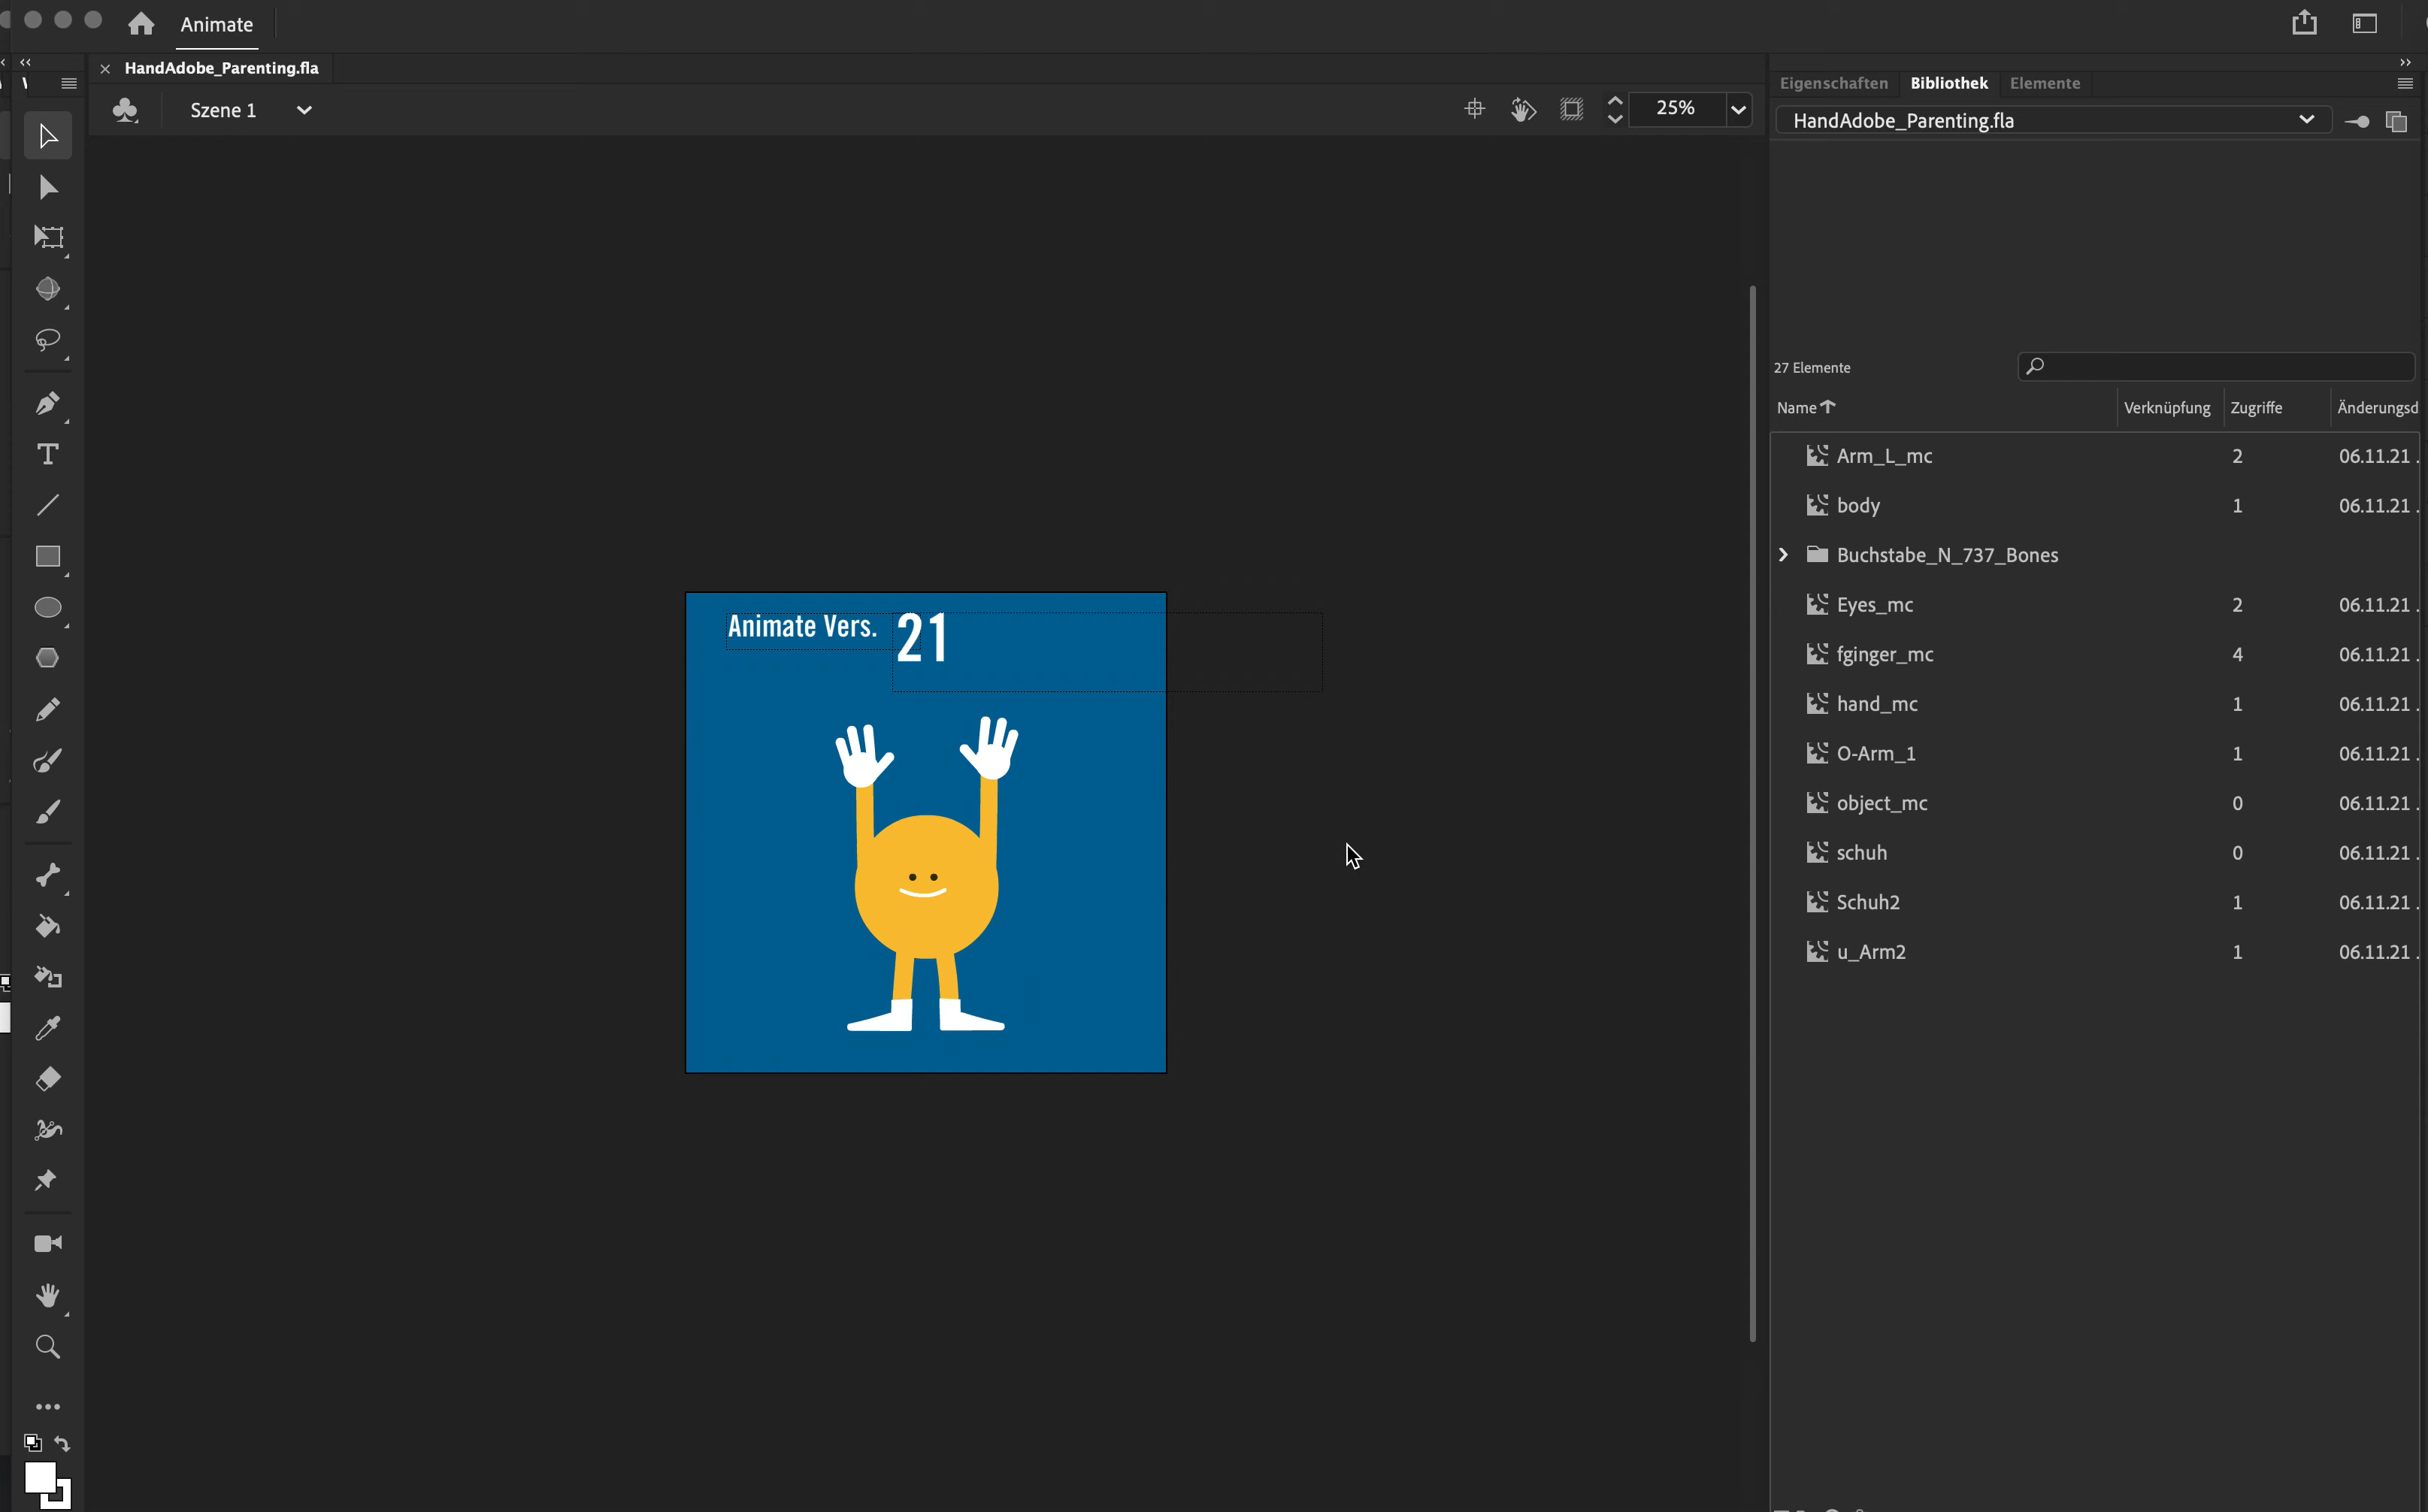 Animate
HandAdobe_Parenting.fla
Szene 1
25%
Eigenschaften Bibliothek Elemente
HandAdobe_Parenting.fla
27 Elemente
Name Verknüpfung Zugriffe Änderungsd
Arm_L_mc 2 06.11.21 .
body 1 06.11.21 .
Buchstabe_N_737_Bones
Eyes_mc 2 06.11.21 .
fginger_mc 4 06.11.21 .
hand_mc 1 06.11.21 .
O-Arm_1 1 06.11.21 .
object_mc 0 06.11.21 .
schuh 0 06.11.21 .
Schuh2 1 06.11.21 .
u_Arm2 1 06.11.21 .
Animate Vers. 21